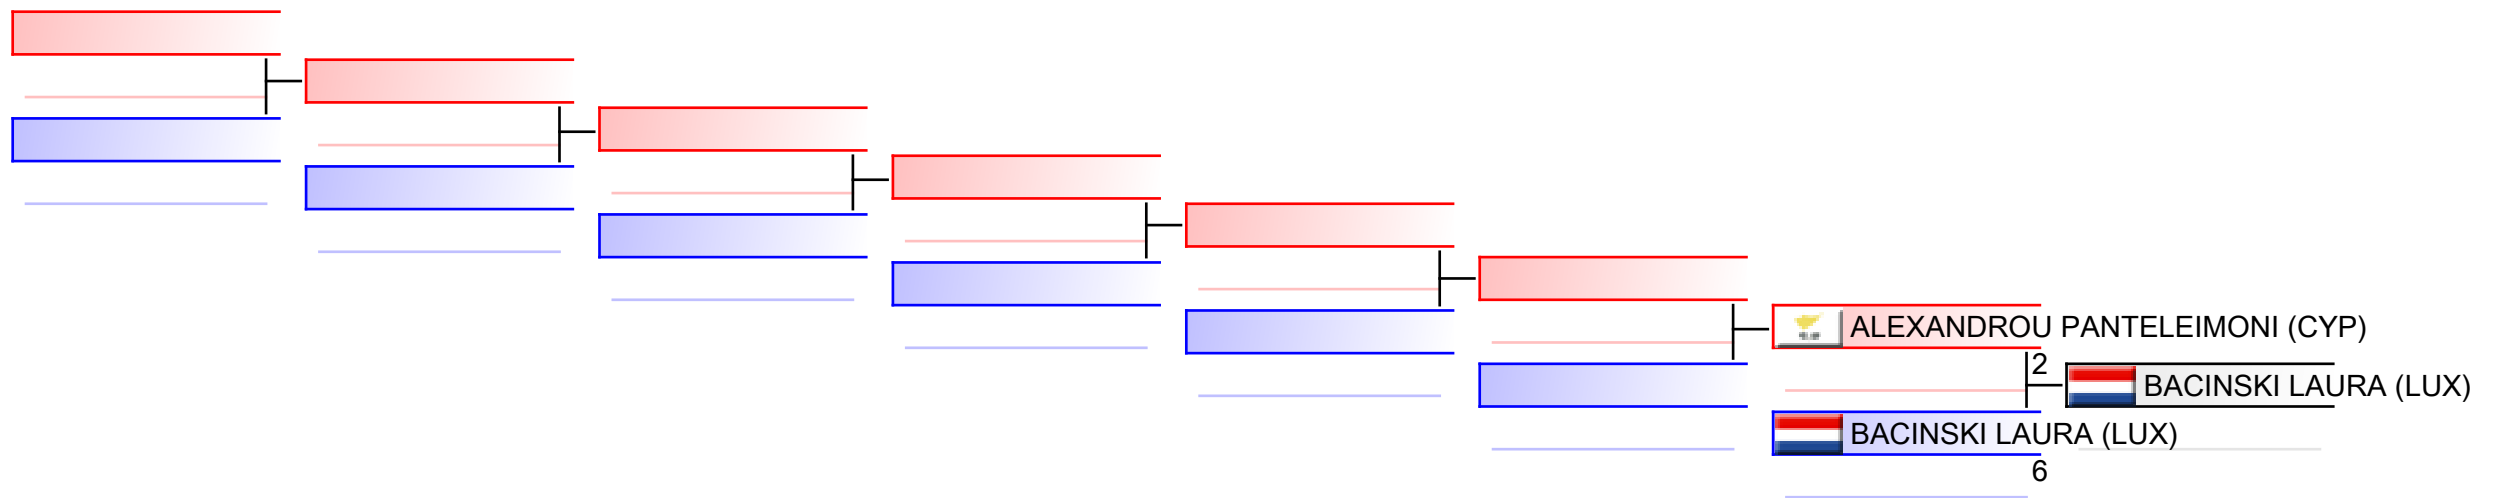 ALEXANDROU PANTELEIMONI (CYP)
2
BACINSKI LAURA (LUX)
BACINSKI LAURA (LUX)
6